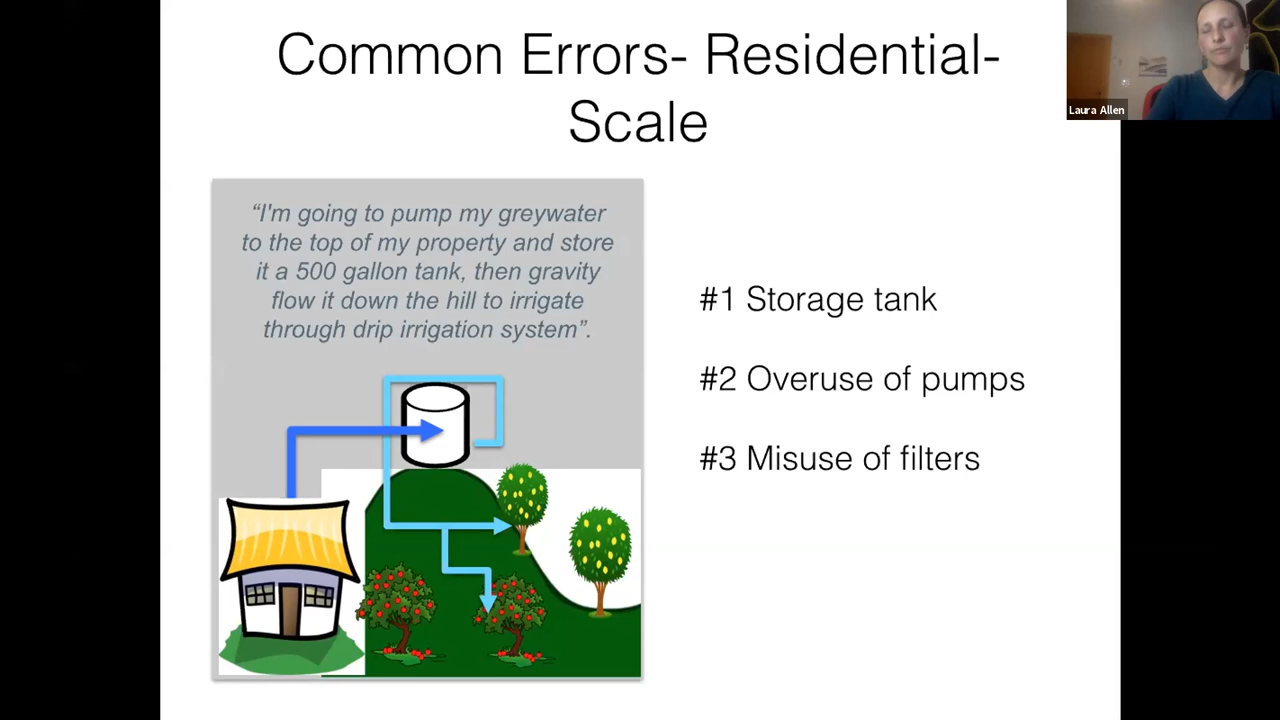 Common Errors- Residential-
Scale
Laura Allen
“I'm going to pump my greywater
to the top of my property and store
it a 500 gallon tank, then gravity
flow it down the hill to irrigate
through drip irrigation system”.
#1 Storage tank
#2 Overuse of pumps
#3 Misuse of filters